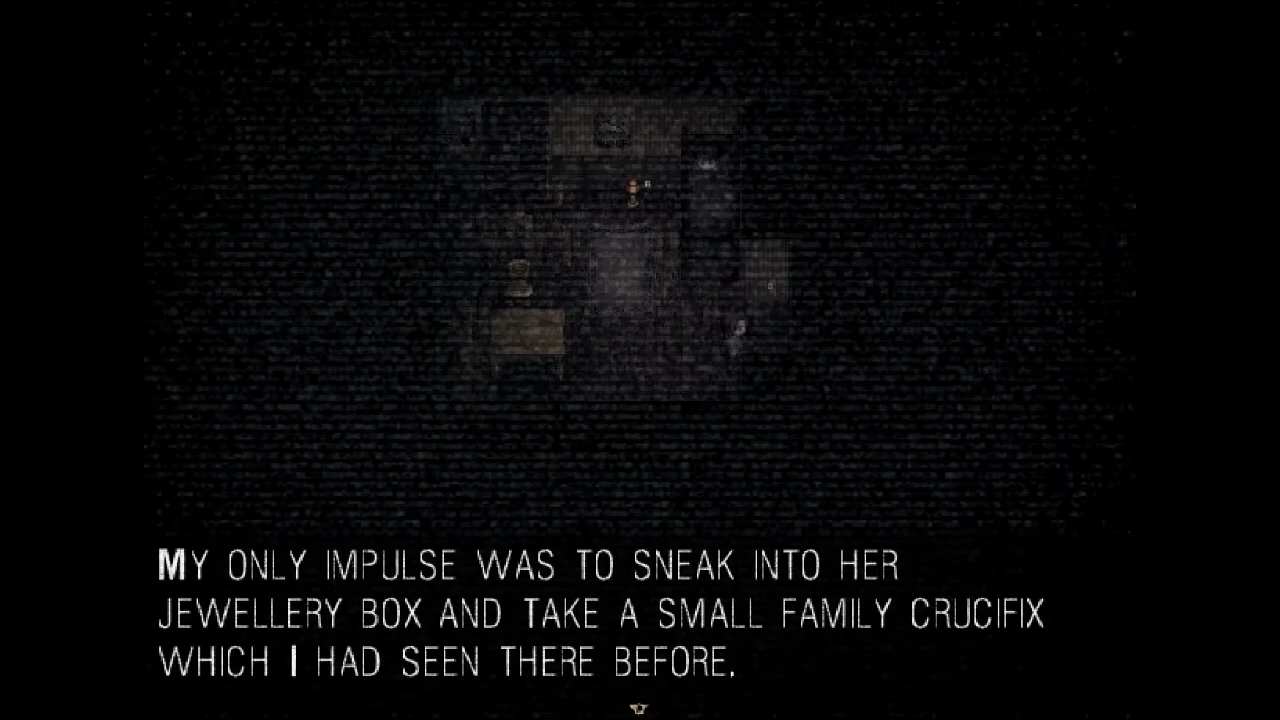 MY ONLY IMPULSE WAS TO SNEAK INTO HER
JEWELLERY BOX AND TAKE A SMALL FAMILY CRUCIFIX
WHICH I HAD SEEN THERE BEFORE.